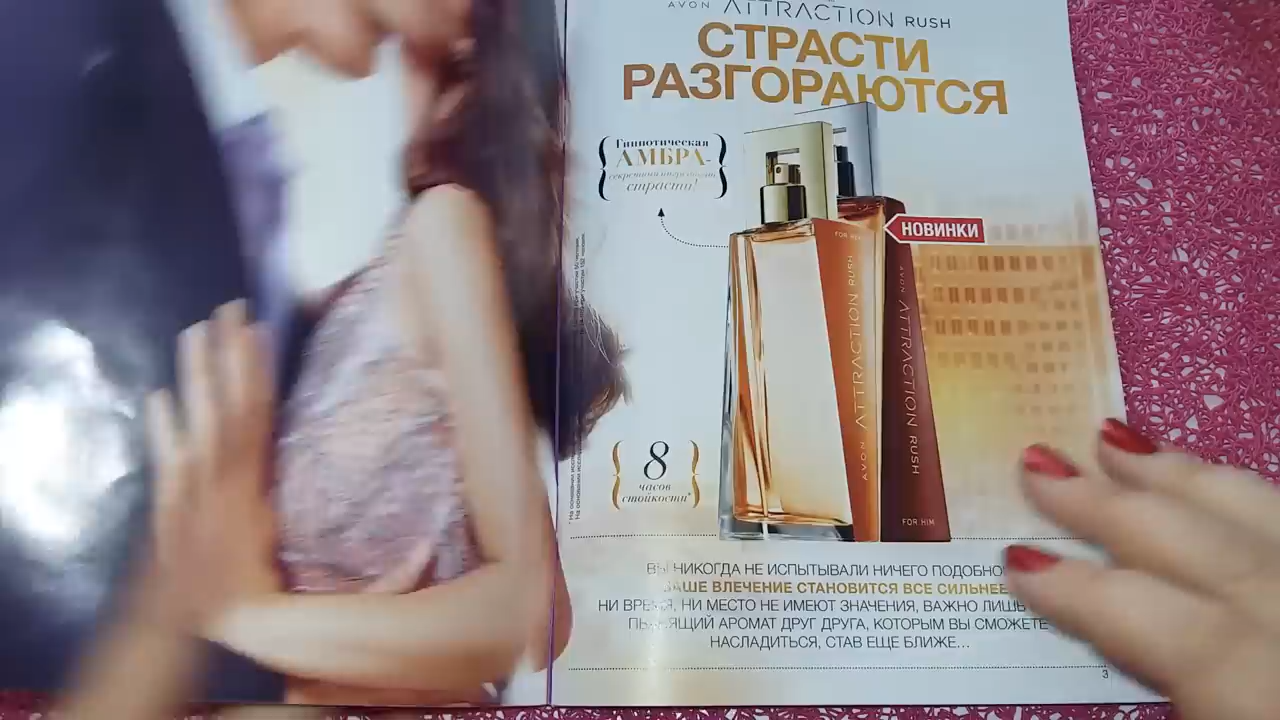 AVON ATTRACTION RUSH
СТРАСТИ
РАЗГОРАЮТСЯ
Гипнотическая
АМБРА-
страсти!
НОВИНКИ
FOR HER
AVON ATTRACTION RUSH
AVON ATTRACTION RUSH
FOR HIM
8
часов
стойкости*
ВЫ НИКОГДА НЕ ИСПЫТЫВАЛИ НИЧЕГО
ВАШЕ ВЛЕЧЕНИЕ СТАНОВИТСЯ ВСЕ СИЛЬНЕЕ
НИ ВРЕМЯ, НИ МЕСТО НЕ ИМЕЮТ ЗНАЧЕНИЯ, ВАЖНО ЛИШЬ
АРОМАТ ДРУГ ДРУГА, КОТОРЫМ ВЫ СМОЖЕТЕ
НАСЛАДИТЬСЯ, СТАВ ЕЩЕ БЛИЖЕ...
3